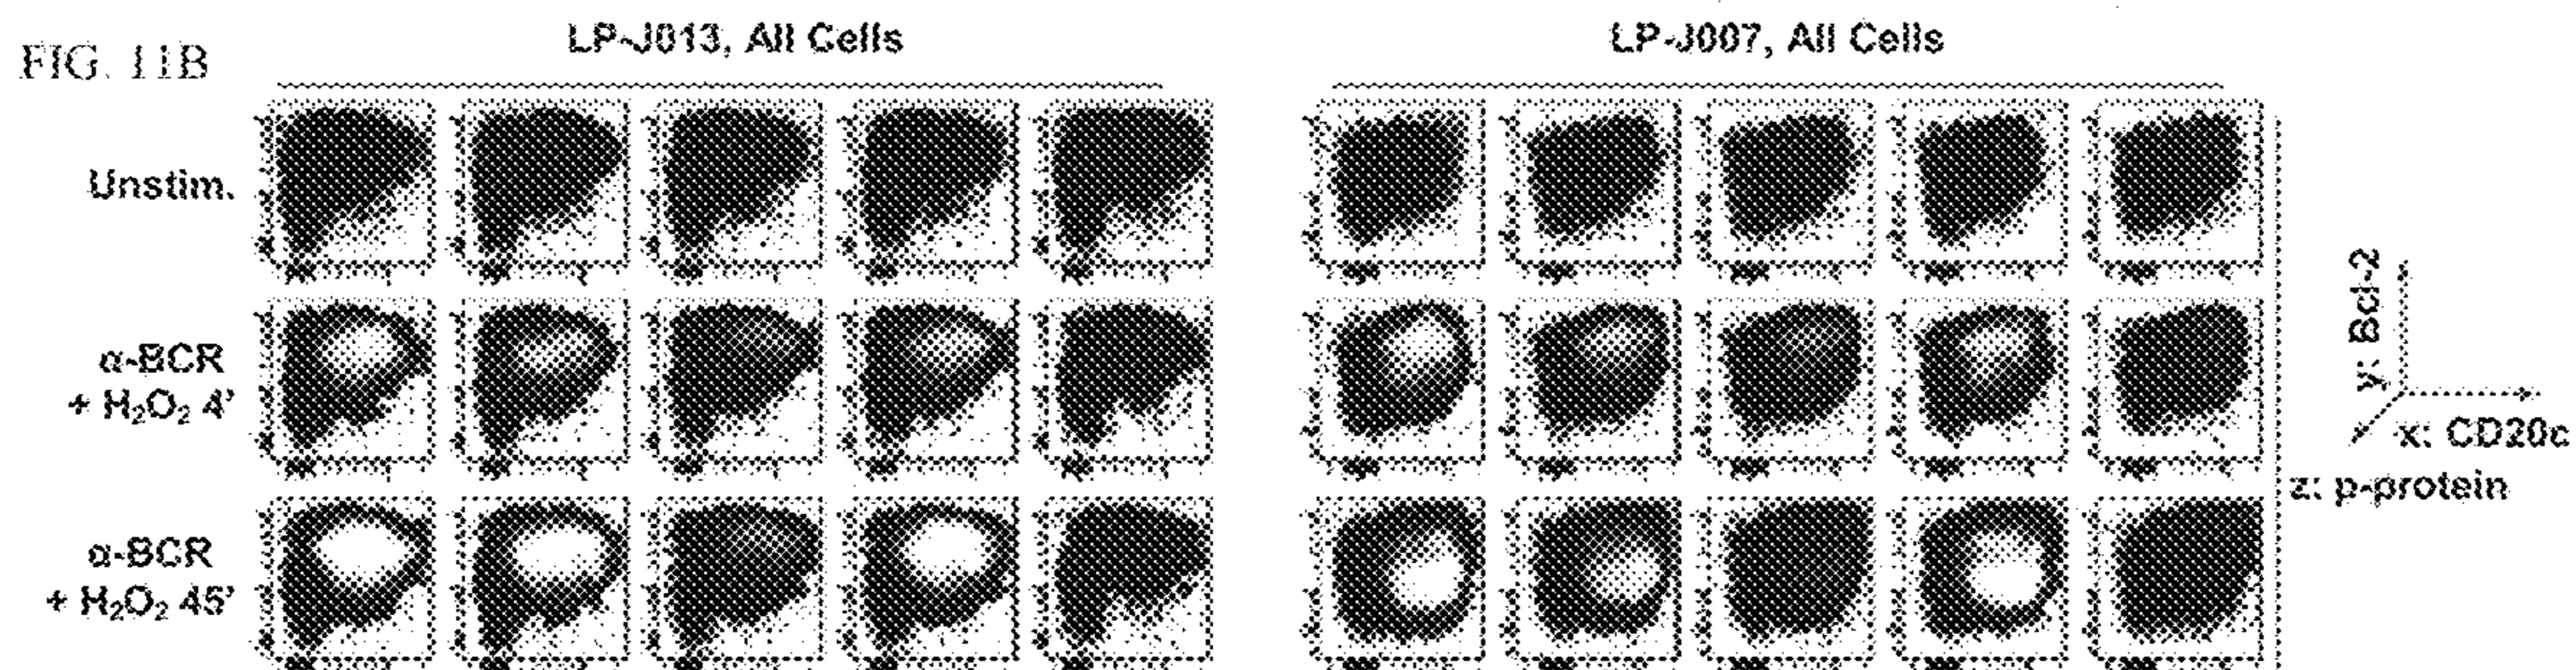 FIG. 11B
LP-J013, All Cells
LP-J007, All Cells
Unstim.
α-BCR
+ H₂O₂ 4'
α-BCR
+ H₂O₂ 45'
y: Bcl-2
x: CD20c
z: p-protein